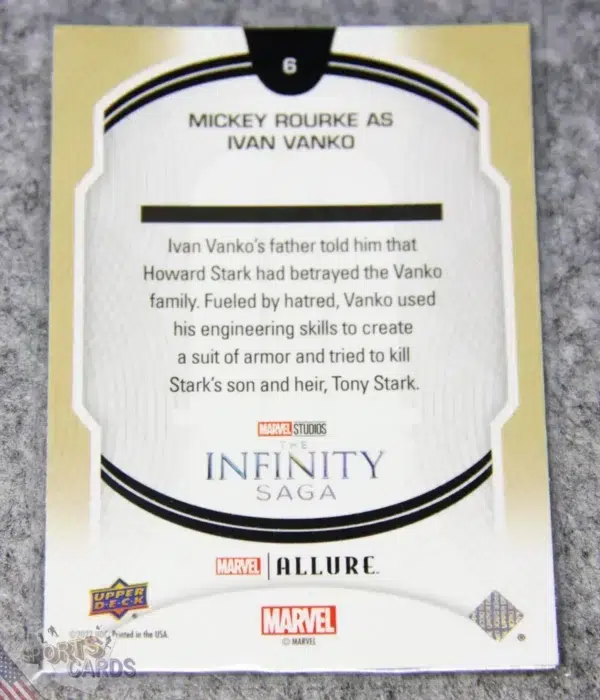 6
MICKEY ROURKE AS
IVAN VANKO
Ivan Vanko's father told him that
Howard Stark had betrayed the Vanko
family. Fueled by hatred, Vanko used
his engineering skills to create
a suit of armor and tried to kill
Stark's son and heir, Tony Stark.
MARVEL STUDIOS
THE
INFINITY
SAGA
MARVEL ALLURE
UPPER
D·E·C·K
MARVEL
© MARVEL
Printed in the USA.
CARDS